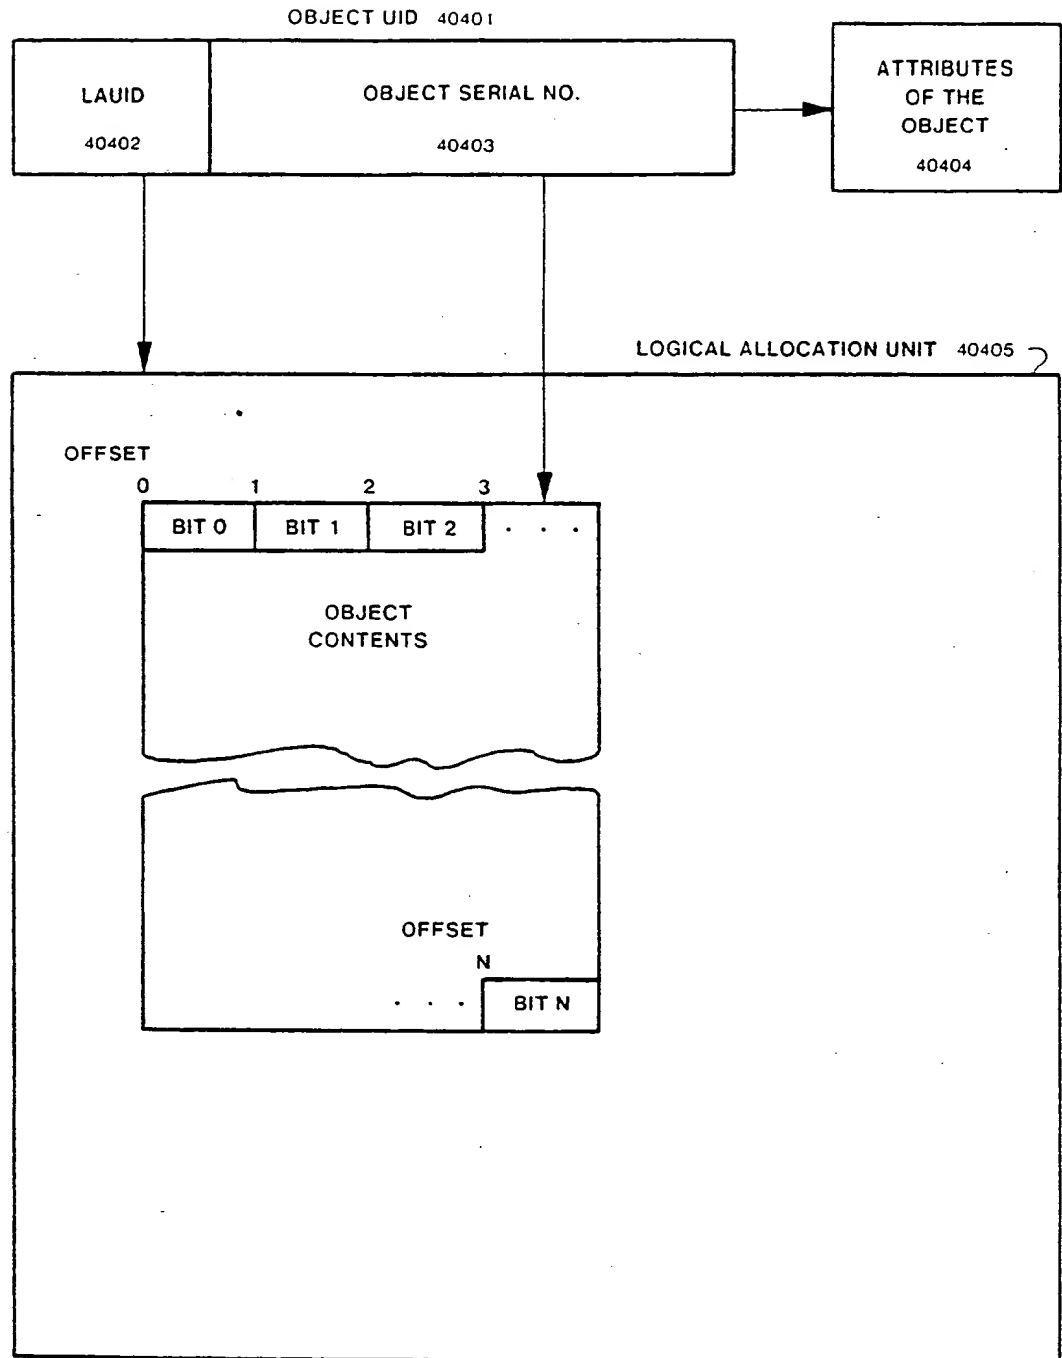 OBJECT UID 40401
LAUID
40402
OBJECT SERIAL NO.
40403
ATTRIBUTES
OF THE
OBJECT
40404
LOGICAL ALLOCATION UNIT 40405
OFFSET
0 1 2 3
BIT 0 BIT 1 BIT 2 . . .
OBJECT
CONTENTS
OFFSET
N
. . . BIT N